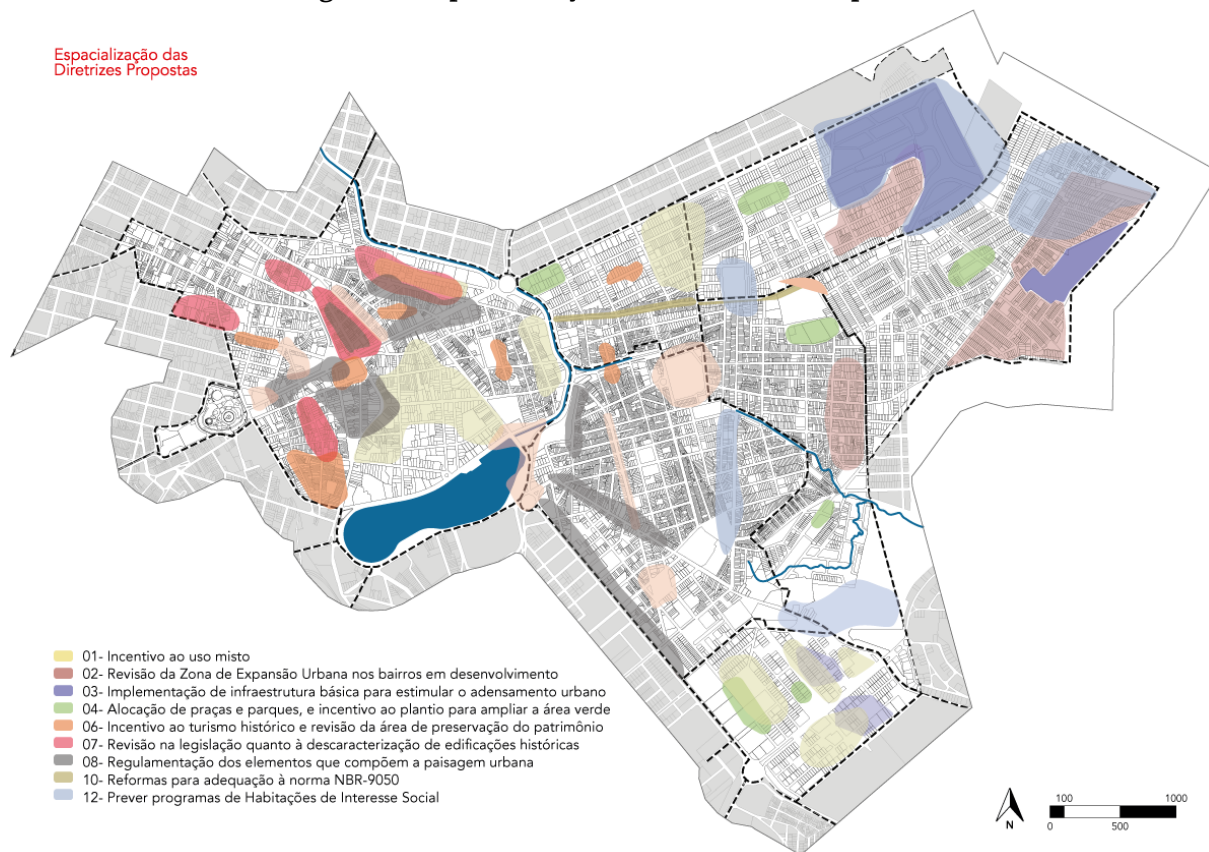 Espacialização das
Diretrizes Propostas
01- Incentivo ao uso misto
02- Revisão da Zona de Expansão Urbana nos bairros em desenvolvimento
03- Implementação de infraestrutura básica para estimular o adensamento urbano
04- Alocação de praças e parques, e incentivo ao plantio para ampliar a área verde
06- Incentivo ao turismo histórico e revisão da área de preservação do patrimônio
07- Revisão na legislação quanto à descaracterização de edificações históricas
08- Regulamentação dos elementos que compõem a paisagem urbana
10- Reformas para adequação à norma NBR-9050
12- Prever programas de Habitações de Interesse Social
N
100 1000
0 500